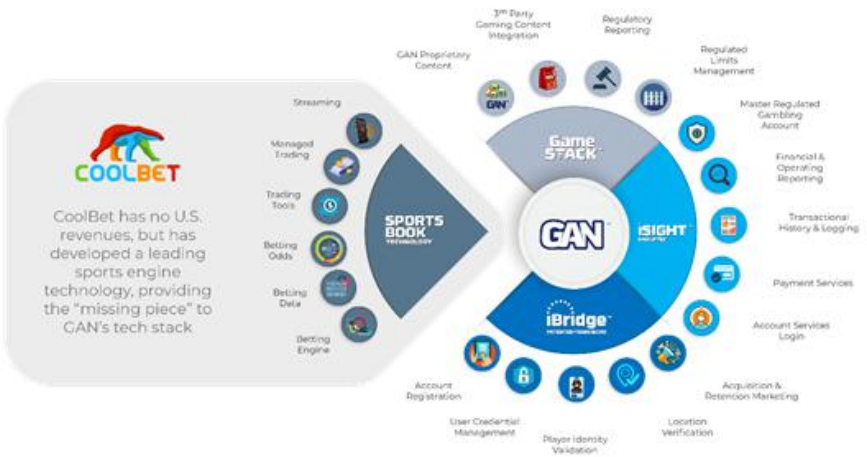 COOLBET
CoolBet has no U.S.
revenues, but has
developed a leading
sports engine
technology, providing
the “missing piece” to
GAN’s tech stack
Streaming
Managed
Trading
Trading
Tools
Betting
Odds
Betting
Data
Betting
Engine
SPORTS
BOOK
TECHNOLOGY
GAN Proprietary
Content
3rd Party
Gaming Content
Integration
Regulatory
Reporting
Regulated
Limits
Management
Master Regulated
Gambling
Account
Financial &
Operating
Reporting
Transactional
History & Logging
Payment Services
Account Services
Login
Acquisition &
Retention Marketing
Location
Verification
Player Identity
Validation
User Credential
Management
Account
Registration
GAN
Game
STACK™
GAN™
iSIGHT™
iBridge™